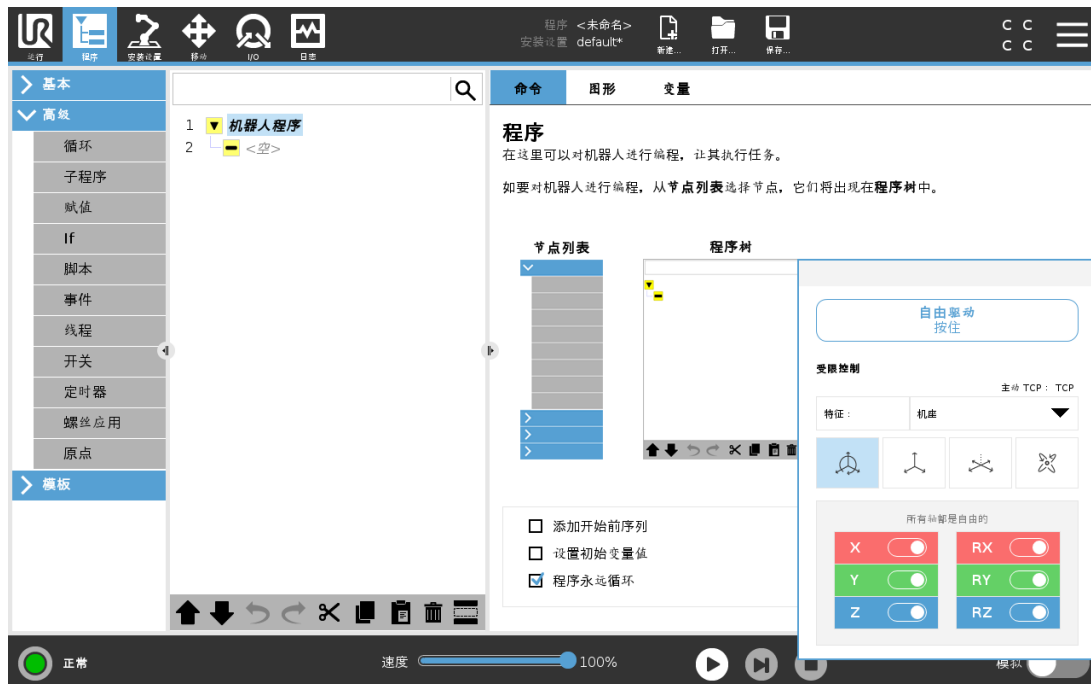 UR
运行
程序
安装设置
移动
I/O
日志
程序 <未命名>
安装设置 default*
新建...
打开...
保存...
C C
C C
基本
高级
循环
子程序
赋值
If
脚本
事件
线程
开关
定时器
螺丝应用
原点
模板
1 机器人程序
2 <空>
命令 图形 变量
程序
在这里可以对机器人进行编程，让其执行任务。
如要对机器人进行编程，从节点列表选择节点，它们将出现在程序树中。
节点列表 程序树
添加开始前序列
设置初始变量值
程序永远循环
自由驱动
按住
受限控制
主动 TCP： TCP
特征： 机座
所有轴都是自由的
X RX
Y RY
Z RZ
正常
速度 100%
模拟